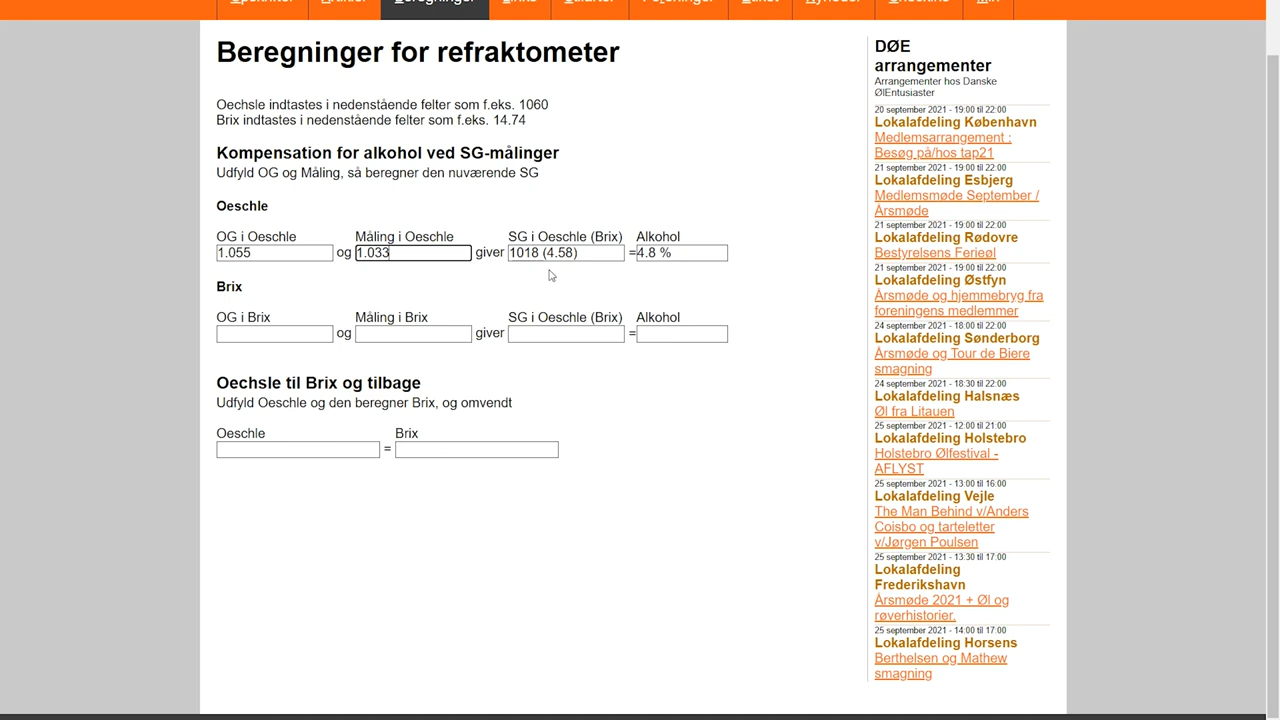 Beregninger for refraktometer
Oechsle indtastes i nedenstående felter som f.eks. 1060
Brix indtastes i nedenstående felter som f.eks. 14.74
Kompensation for alkohol ved SG-målinger
Udfyld OG og Måling, så beregner den nuværende SG
Oeschle
OG i Oeschle Måling i Oeschle SG i Oeschle (Brix) Alkohol
1.055 og 1.033 giver 1018 (4.58) =4.8 %
Brix
OG i Brix Måling i Brix SG i Oeschle (Brix) Alkohol
og giver =
Oechsle til Brix og tilbage
Udfyld Oeschle og den beregner Brix, og omvendt
Oeschle Brix
=
DØE
arrangementer
Arrangementer hos Danske
ØlEntusiaster
20 september 2021 - 19:00 til 22:00
Lokalafdeling København
Medlemsarrangement :
Besøg på/hos tap21
21 september 2021 - 19:00 til 22:00
Lokalafdeling Esbjerg
Medlemsmøde September /
Årsmøde
21 september 2021 - 19:00 til 22:00
Lokalafdeling Rødovre
Bestyrelsens Ferieøl
21 september 2021 - 19:00 til 22:00
Lokalafdeling Østfyn
Årsmøde og hjemmebryg fra
foreningens medlemmer
24 september 2021 - 18:00 til 22:00
Lokalafdeling Sønderborg
Årsmøde og Tour de Biere
smagning
24 september 2021 - 18:30 til 22:00
Lokalafdeling Halsnæs
Øl fra Litauen
25 september 2021 - 12:00 til 21:00
Lokalafdeling Holstebro
Holstebro Ølfestival -
AFLYST
25 september 2021 - 13:00 til 16:00
Lokalafdeling Vejle
The Man Behind v/Anders
Coisbo og tarteletter
v/Jørgen Poulsen
25 september 2021 - 13:30 til 17:00
Lokalafdeling
Frederikshavn
Årsmøde 2021 + Øl og
røverhistorier.
25 september 2021 - 14:00 til 17:00
Lokalafdeling Horsens
Berthelsen og Mathew
smagning